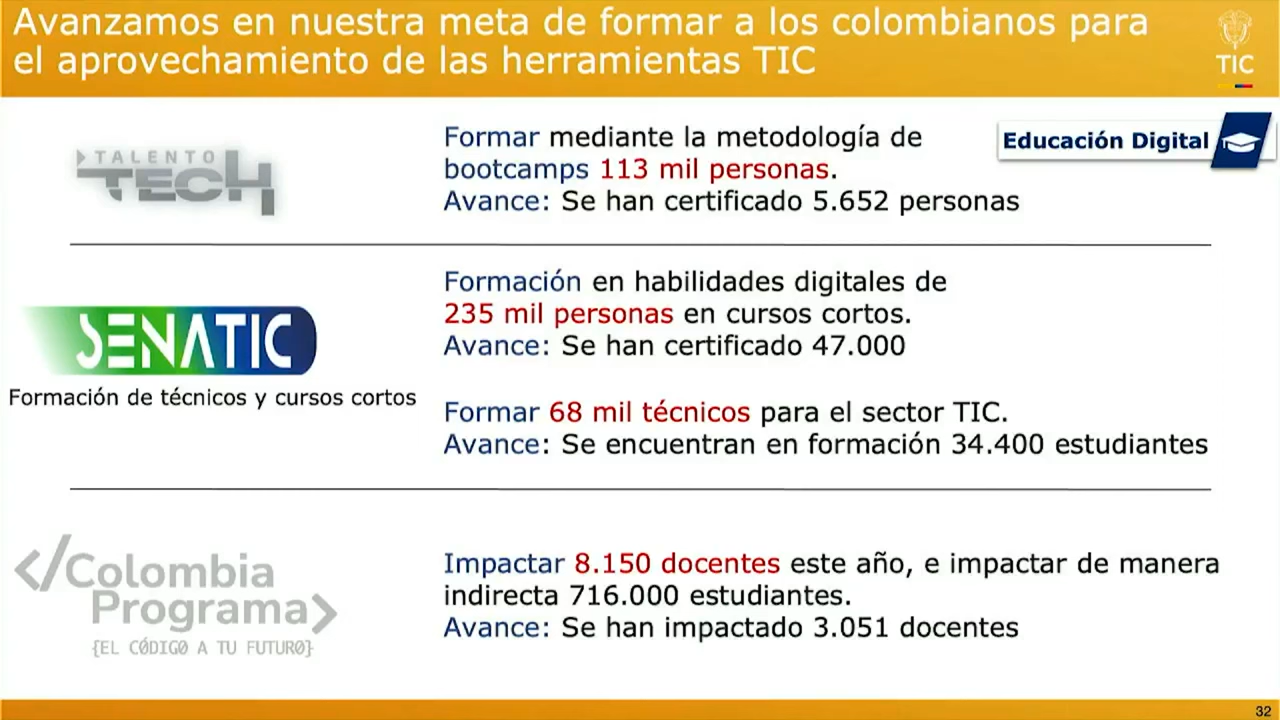 Avanzamos en nuestra meta de formar a los colombianos para
el aprovechamiento de las herramientas TIC
TIC
Educación Digital
TALENTO
TECH
Formar mediante la metodología de
bootcamps 113 mil personas.
Avance: Se han certificado 5.652 personas
SENATIC
Formación de técnicos y cursos cortos
Formación en habilidades digitales de
235 mil personas en cursos cortos.
Avance: Se han certificado 47.000
Formar 68 mil técnicos para el sector TIC.
Avance: Se encuentran en formación 34.400 estudiantes
</Colombia
Programa>
{EL CÓDIGO A TU FUTURO}
Impactar 8.150 docentes este año, e impactar de manera
indirecta 716.000 estudiantes.
Avance: Se han impactado 3.051 docentes
32